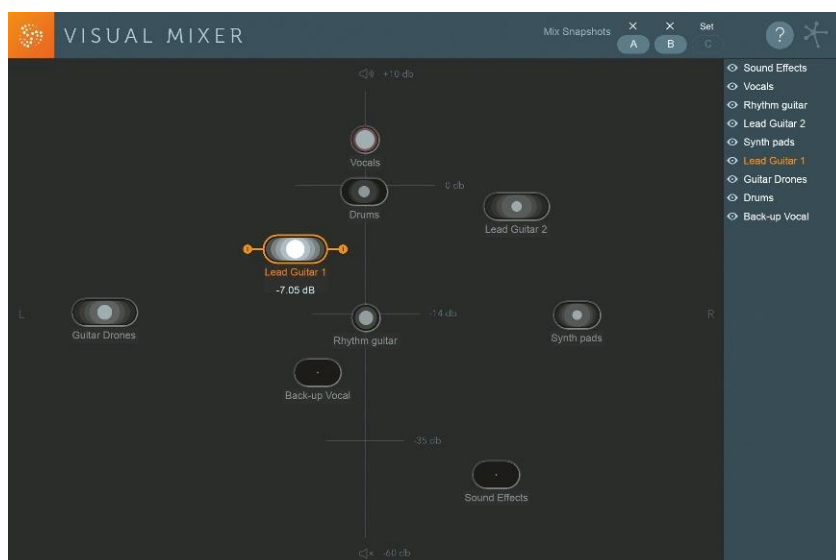 VISUAL MIXER
Mix Snapshots
Set
A
B
C
?
+10 db
Vocals
0 db
Drums
Lead Guitar 2
Lead Guitar 1
-7.05 dB
L
Guitar Drones
-14 db
Rhythm guitar
Synth pads
R
Back-up Vocal
-35 db
Sound Effects
-60 db
Sound Effects
Vocals
Rhythm guitar
Lead Guitar 2
Synth pads
Lead Guitar 1
Guitar Drones
Drums
Back-up Vocal